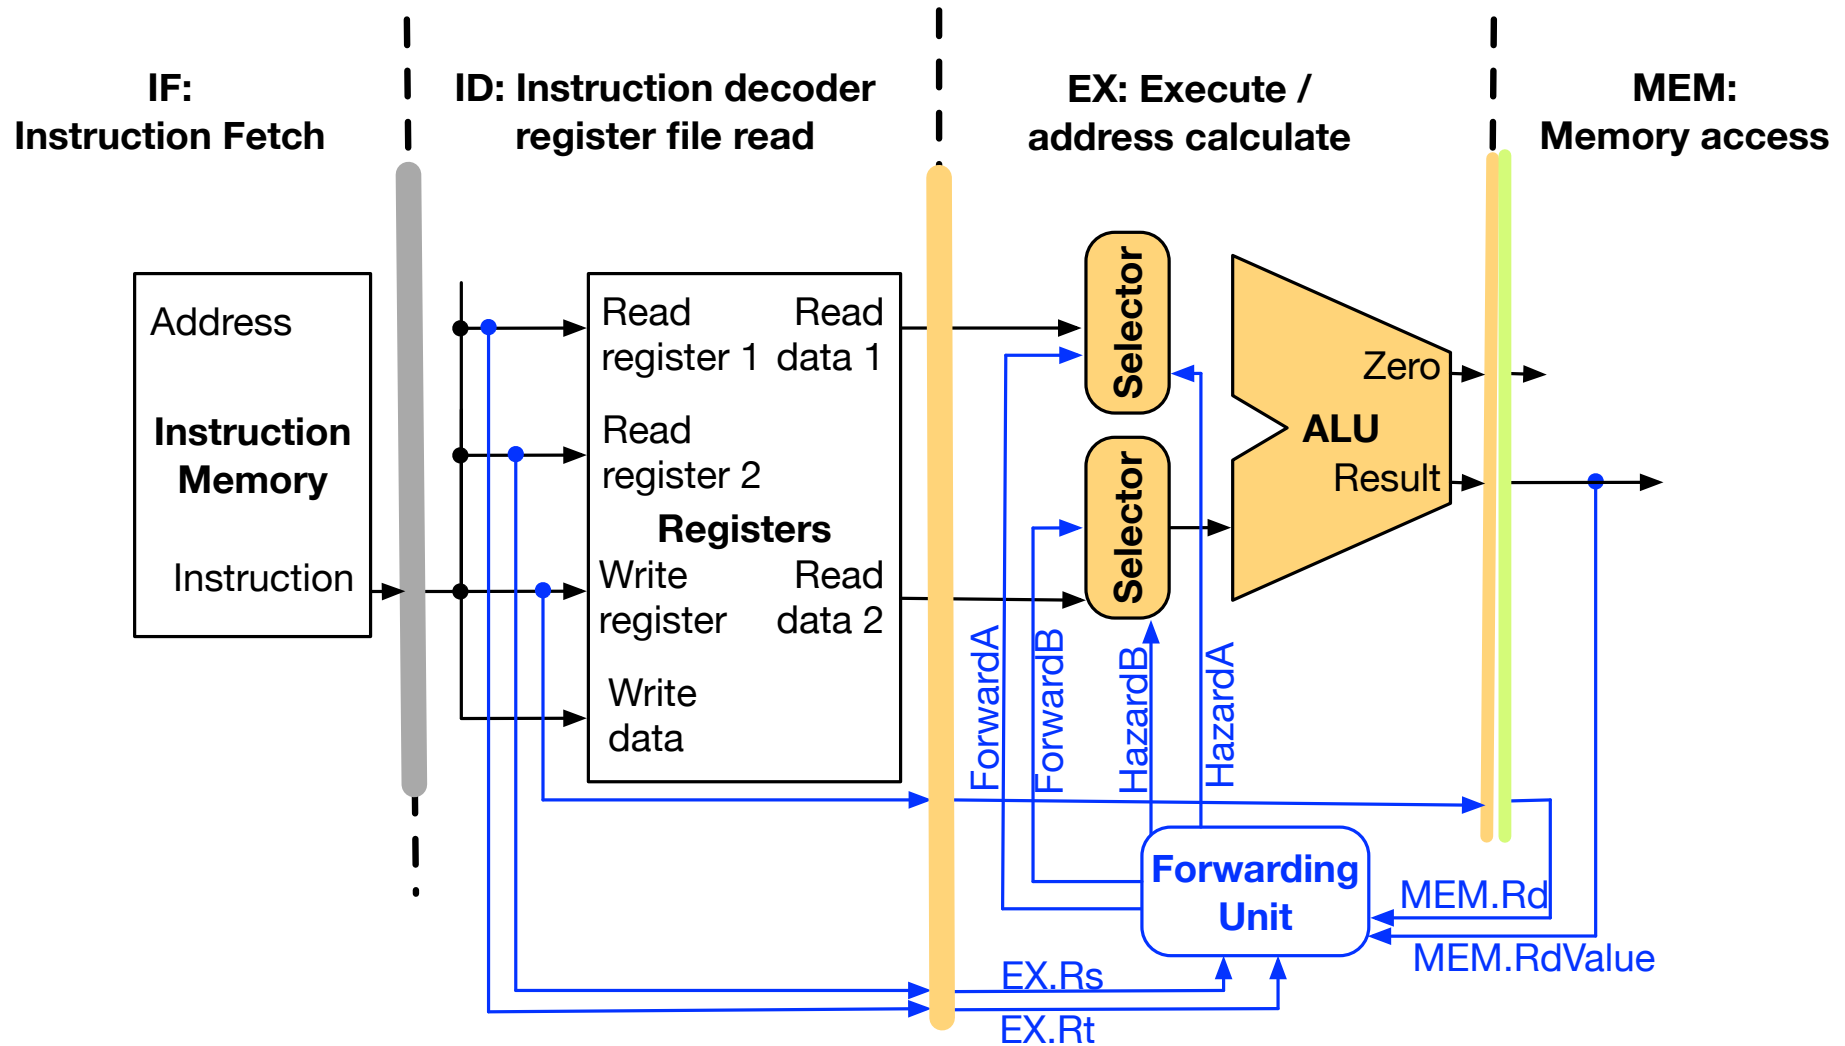 IF:
Instruction Fetch
ID: Instruction decoder
register file read
EX: Execute /
address calculate
MEM:
Memory access
Address
Instruction
Memory
Instruction
Read
register 1
Read
data 1
Read
register 2
Registers
Write
register
Read
data 2
Write
data
Selector
Selector
Zero
ALU
Result
ForwardA
ForwardB
HazardB
HazardA
Forwarding
Unit
MEM.Rd
MEM.RdValue
EX.Rs
EX.Rt